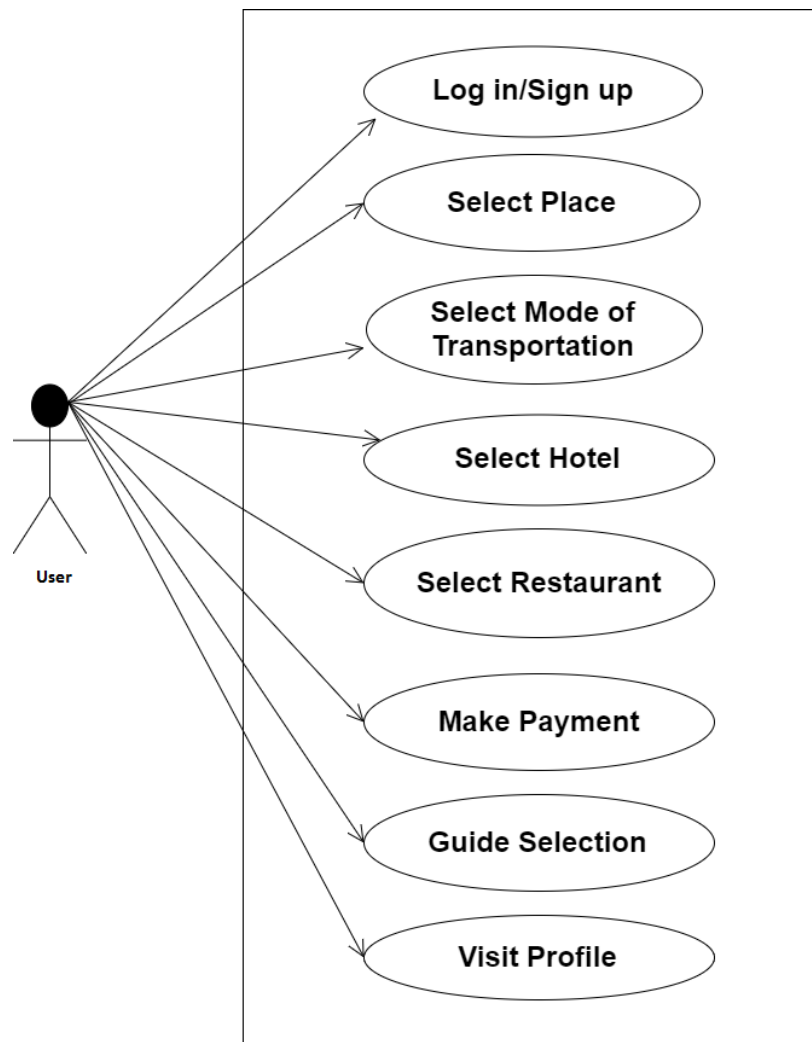 Log in/Sign up
Select Place
Select Mode of
Transportation
Select Hotel
Select Restaurant
User
Make Payment
Guide Selection
Visit Profile